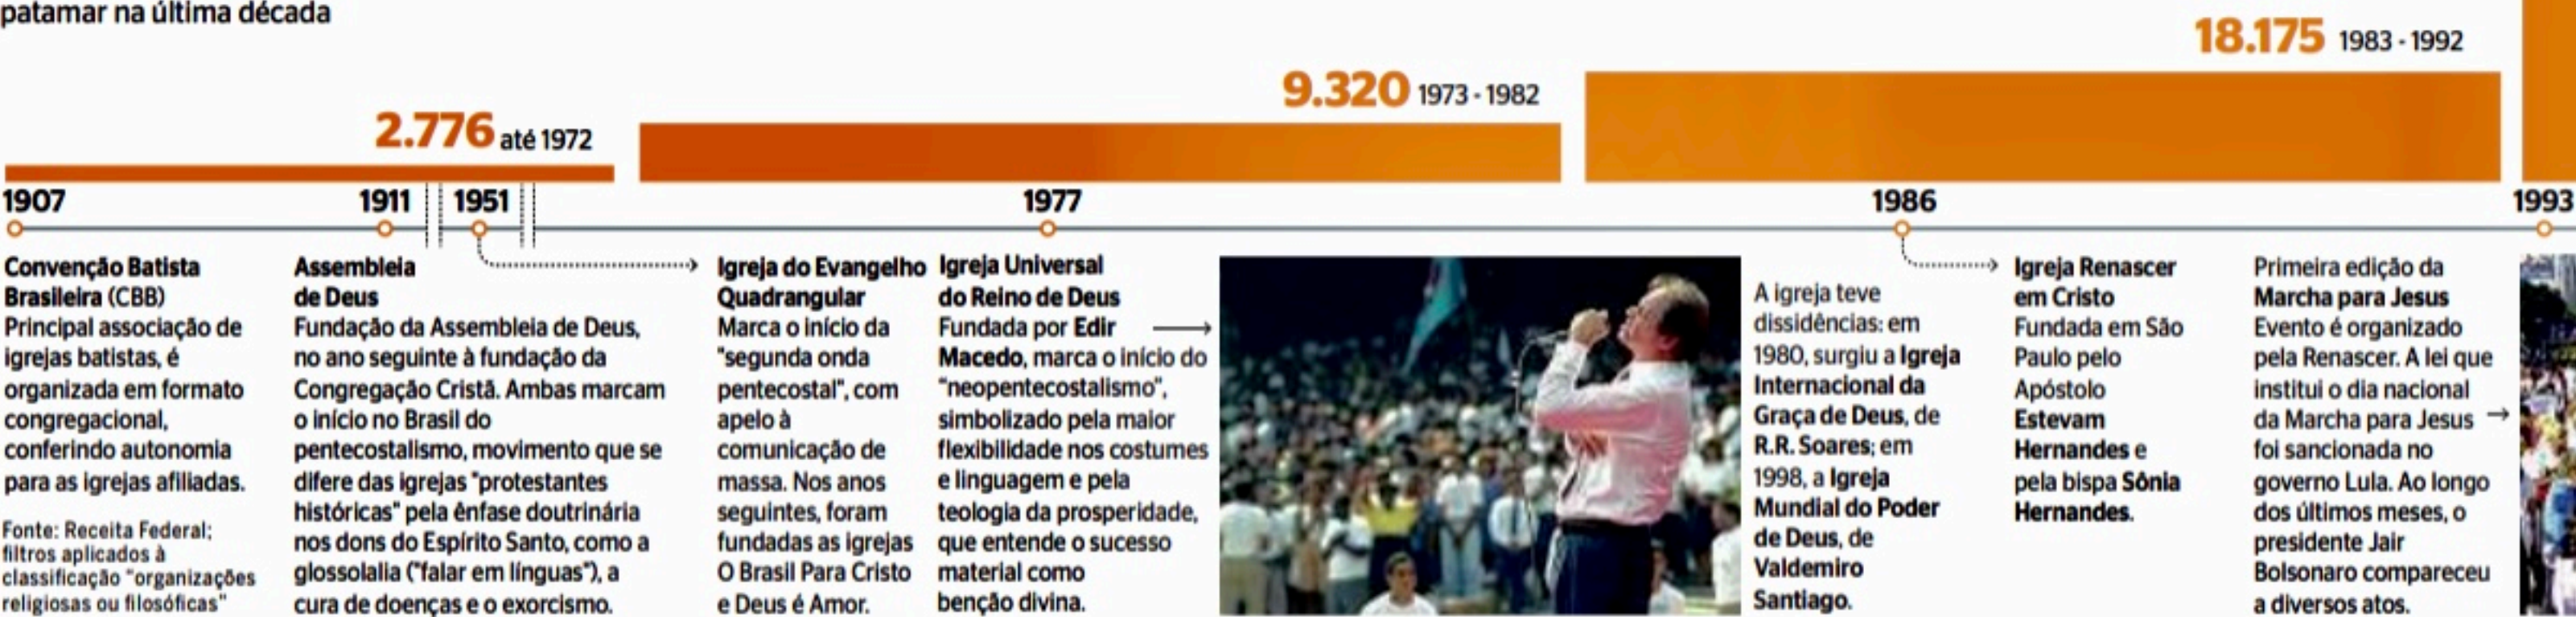 patamar na última década
2.776 até 1972
9.320 1973 - 1982
18.175 1983 - 1992
1907
1911
1951
1977
1986
1993
Convenção Batista
Brasileira (CBB)
Principal associação de
igrejas batistas, é
organizada em formato
congregacional,
conferindo autonomia
para as igrejas afiliadas.
Fonte: Receita Federal;
filtros aplicados à
classificação "organizações
religiosas ou filosóficas"
Assembleia
de Deus
Fundação da Assembleia de Deus,
no ano seguinte à fundação da
Congregação Cristã. Ambas marcam
o início no Brasil do
pentecostalismo, movimento que se
difere das igrejas "protestantes
históricas" pela ênfase doutrinária
nos dons do Espírito Santo, como a
glossolalia ("falar em línguas"), a
cura de doenças e o exorcismo.
Igreja do Evangelho
Quadrangular
Marca o início da
"segunda onda
pentecostal", com
apelo à
comunicação de
massa. Nos anos
seguintes, foram
fundadas as igrejas
O Brasil Para Cristo
e Deus é Amor.
Igreja Universal
do Reino de Deus
Fundada por Edir
Macedo, marca o início do
"neopentecostalismo",
simbolizado pela maior
flexibilidade nos costumes
e linguagem e pela
teologia da prosperidade,
que entende o sucesso
material como
benção divina.
A igreja teve
dissidências: em
1980, surgiu a Igreja
Internacional da
Graça de Deus, de
R.R. Soares; em
1998, a Igreja
Mundial do Poder
de Deus, de
Valdemiro
Santiago.
Igreja Renascer
em Cristo
Fundada em São
Paulo pelo
Apóstolo
Estevam
Hernandes e
pela bispa Sônia
Hernandes.
Primeira edição da
Marcha para Jesus
Evento é organizado
pela Renascer. A lei que
institui o dia nacional
da Marcha para Jesus
foi sancionada no
governo Lula. Ao longo
dos últimos meses, o
presidente Jair
Bolsonaro compareceu
a diversos atos.